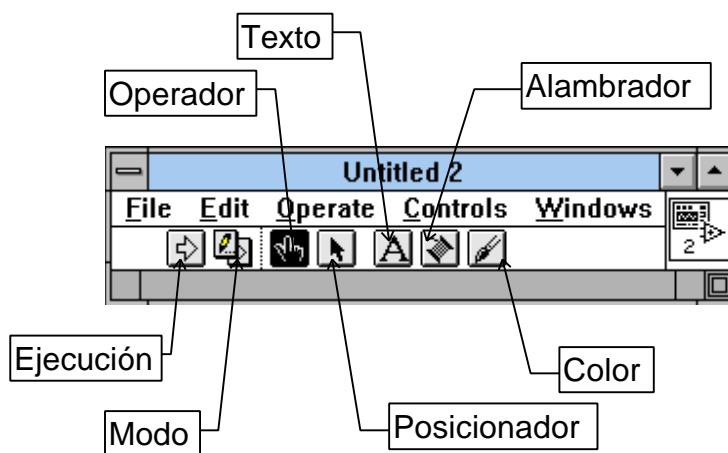 Texto
Operador
Alambrador
Untitled 2
File Edit Operate Controls Windows
2
A
Ejecución
Color
Modo
Posicionador